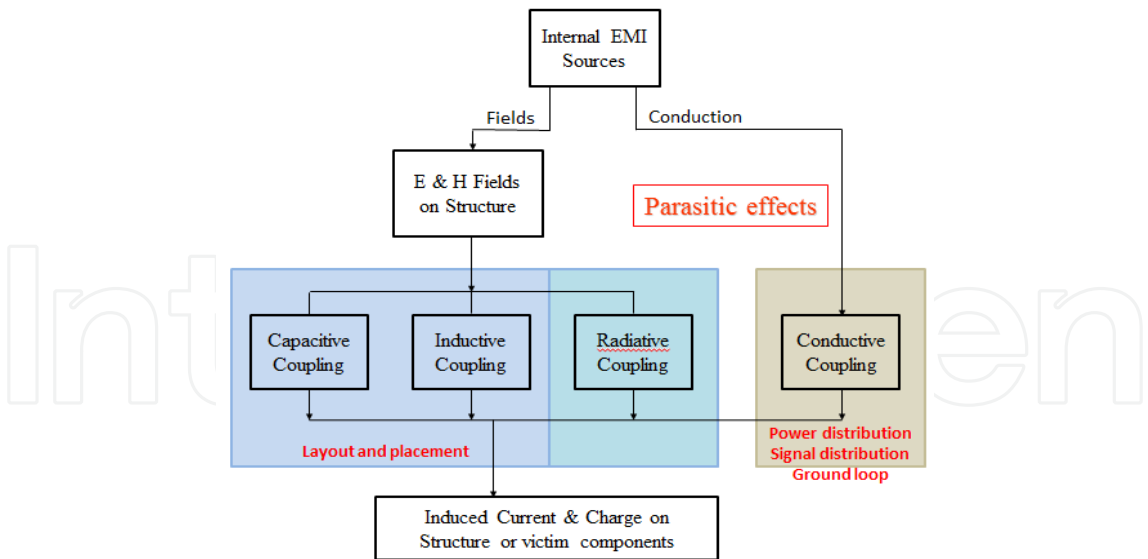 Internal EMI
Sources
Fields
Conduction
E & H Fields
on Structure
Parasitic effects
Capacitive
Coupling
Inductive
Coupling
Radiative
Coupling
Conductive
Coupling
Layout and placement
Power distribution
Signal distribution
Ground loop
Induced Current & Charge on
Structure or victim components